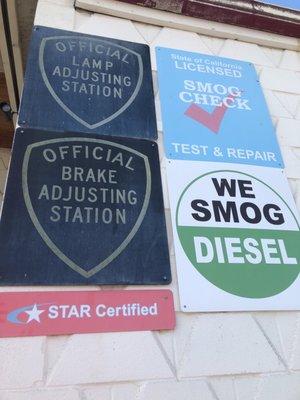 OFFICIAL
LAMP
ADJUSTING
STATION
State of California
LICENSED
SMOG
CHECK
TEST & REPAIR
OFFICIAL
BRAKE
ADJUSTING
STATION
WE
SMOG
DIESEL
STAR Certified